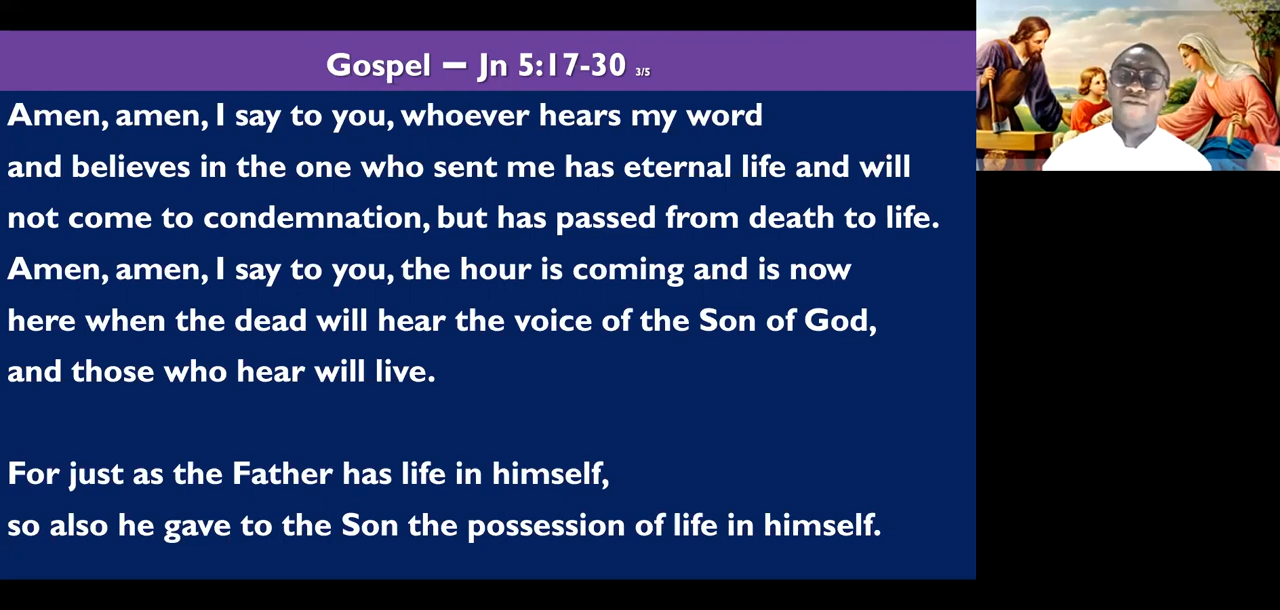 Gospel – Jn 5:17-30 3/5
Amen, amen, I say to you, whoever hears my word
and believes in the one who sent me has eternal life and will
not come to condemnation, but has passed from death to life.
Amen, amen, I say to you, the hour is coming and is now
here when the dead will hear the voice of the Son of God,
and those who hear will live.
For just as the Father has life in himself,
so also he gave to the Son the possession of life in himself.